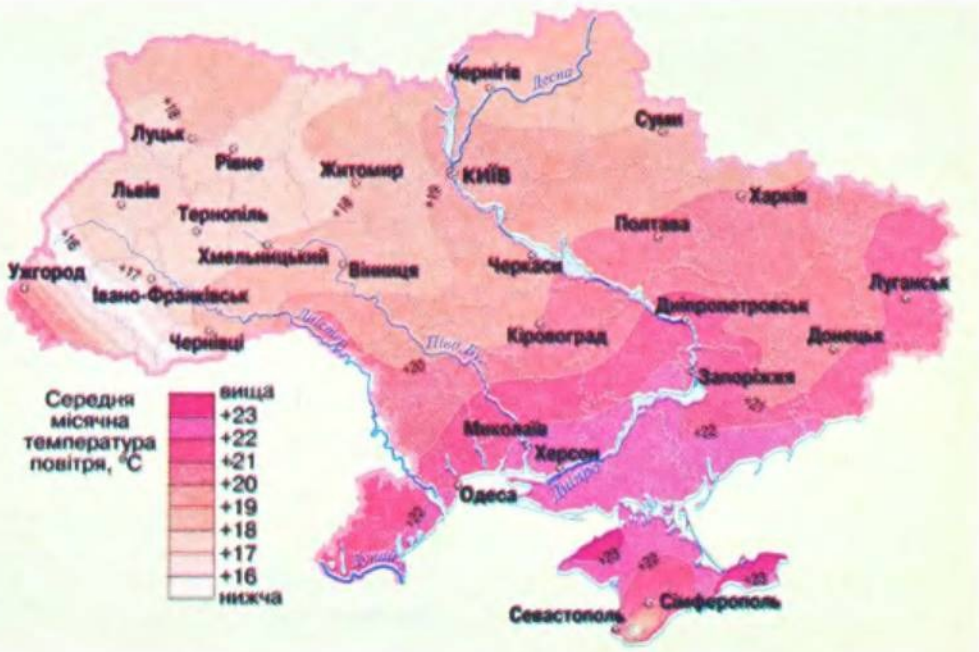 Чернігів
Десна
Суми
+18
Луцьк
Рівне
Житомир
КИЇВ
+18
+19
Львів
Харків
Тернопіль
Полтава
+16
Хмельницький
Вінниця
Черкаси
Ужгород
+17
Луганськ
Івано-Франківськ
Дніпропетровськ
Дністер
Чернівці
Півд.
Кіровоград
Донецьк
+20
Запоріжжя
+21
+22
Миколаїв
Херсон
Дніпро
Одеса
+22
+23
+22
+23
Сімферополь
Севастополь
Середня
місячна
температура
повітря, °C
вища
+23
+22
+21
+20
+19
+18
+17
+16
нижча